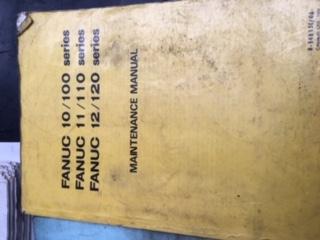 FANUC 10/100 series
FANUC 11/110 series
FANUC 12/120 series
MAINTENANCE MANUAL